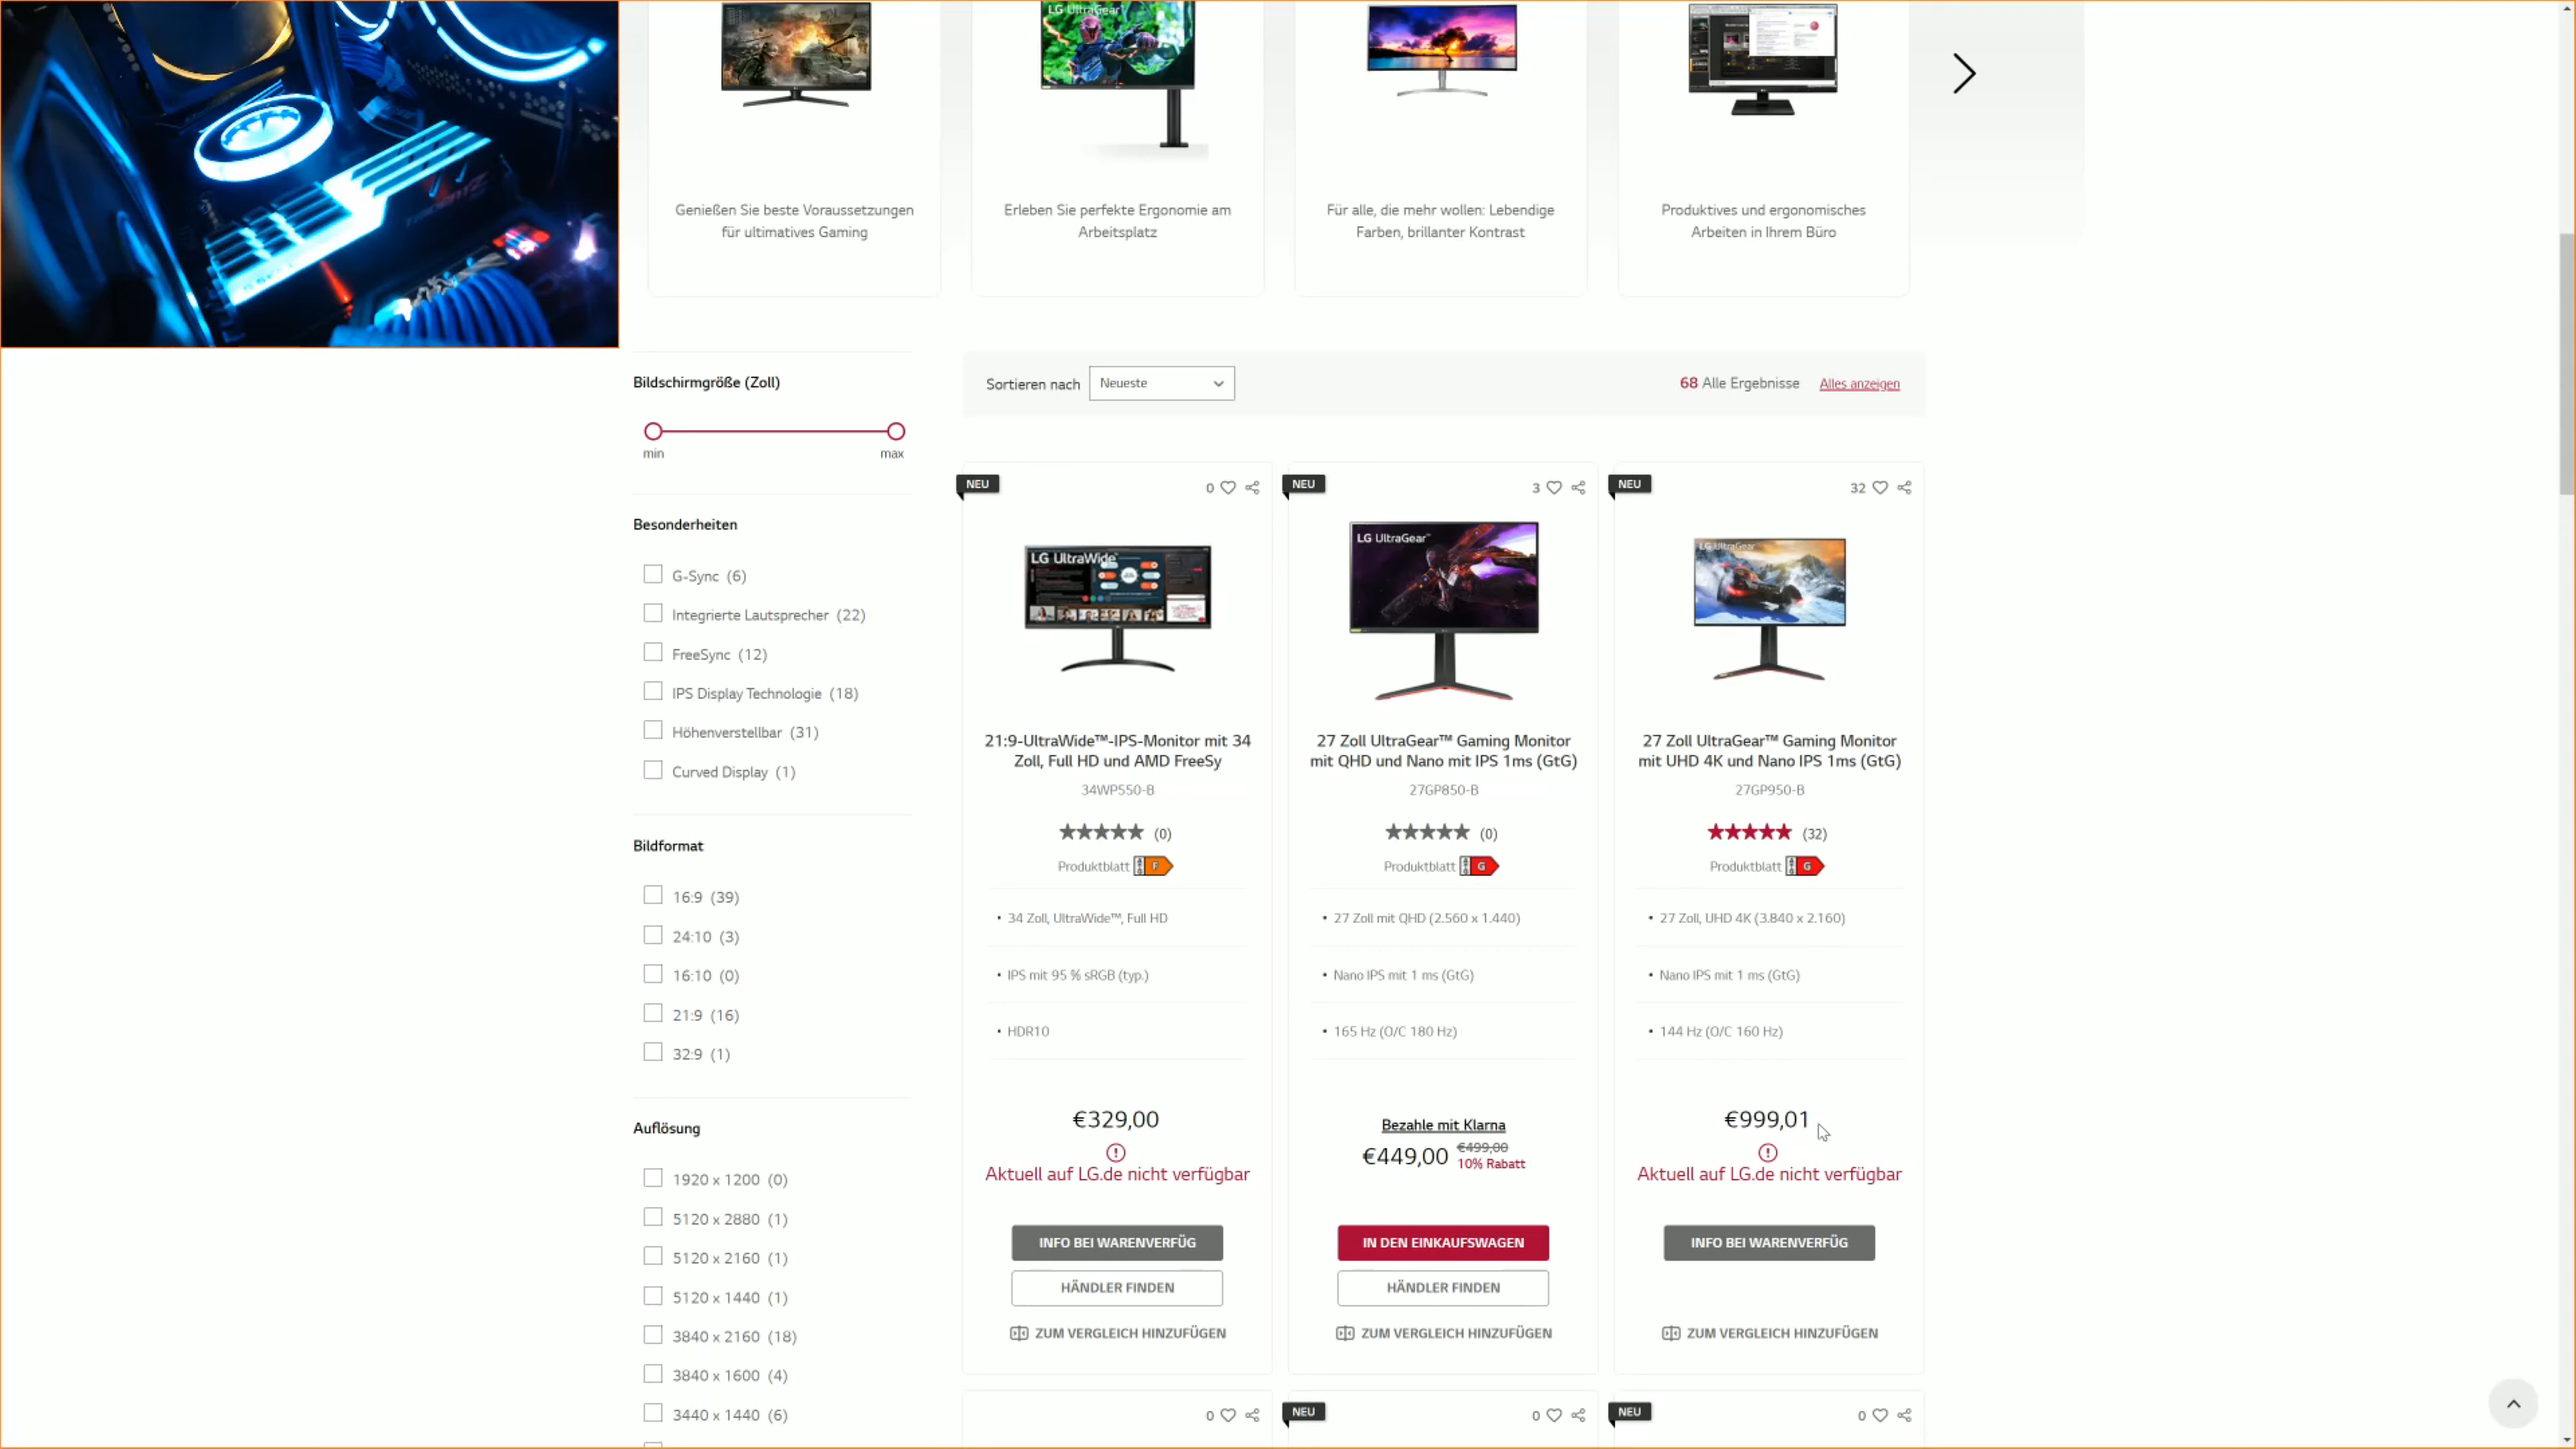 LG UltraGear
Genießen Sie beste Voraussetzungen
für ultimatives Gaming
Erleben Sie perfekte Ergonomie am
Arbeitsplatz
Für alle, die mehr wollen: Lebendige
Farben, brillanter Kontrast
Produktives und ergonomisches
Arbeiten in Ihrem Büro
Bildschirmgröße (Zoll)
min
max
Besonderheiten
G-Sync (6)
Integrierte Lautsprecher (22)
FreeSync (12)
IPS Display Technologie (18)
Höhenverstellbar (31)
Curved Display (1)
Bildformat
16:9 (39)
24:10 (3)
16:10 (0)
21:9 (16)
32:9 (1)
Auflösung
1920 x 1200 (0)
5120 x 2880 (1)
5120 x 2160 (1)
5120 x 1440 (1)
3840 x 2160 (18)
3840 x 1600 (4)
3440 x 1440 (6)
Sortieren nach Neueste
68 Alle Ergebnisse Alles anzeigen
NEU 0
LG UltraWide™
21:9-UltraWide™-IPS-Monitor mit 34
Zoll, Full HD und AMD FreeSy
34WP550-B
(0)
Produktblatt F
• 34 Zoll, UltraWide™, Full HD
• IPS mit 95 % sRGB (typ.)
• HDR10
€329,00
Aktuell auf LG.de nicht verfügbar
INFO BEI WARENVERFÜG
HÄNDLER FINDEN
ZUM VERGLEICH HINZUFÜGEN
NEU 3
LG UltraGear™
27 Zoll UltraGear™ Gaming Monitor
mit QHD und Nano mit IPS 1ms (GtG)
27GP850-B
(0)
Produktblatt G
• 27 Zoll mit QHD (2.560 x 1.440)
• Nano IPS mit 1 ms (GtG)
• 165 Hz (O/C 180 Hz)
Bezahle mit Klarna
€449,00 €499,00
10% Rabatt
IN DEN EINKAUFSWAGEN
HÄNDLER FINDEN
ZUM VERGLEICH HINZUFÜGEN
NEU 32
LG UltraGear
27 Zoll UltraGear™ Gaming Monitor
mit UHD 4K und Nano IPS 1ms (GtG)
27GP950-B
(32)
Produktblatt G
• 27 Zoll, UHD 4K (3.840 x 2.160)
• Nano IPS mit 1 ms (GtG)
• 144 Hz (O/C 160 Hz)
€999,01
Aktuell auf LG.de nicht verfügbar
INFO BEI WARENVERFÜG
ZUM VERGLEICH HINZUFÜGEN
0
NEU 0
NEU 0